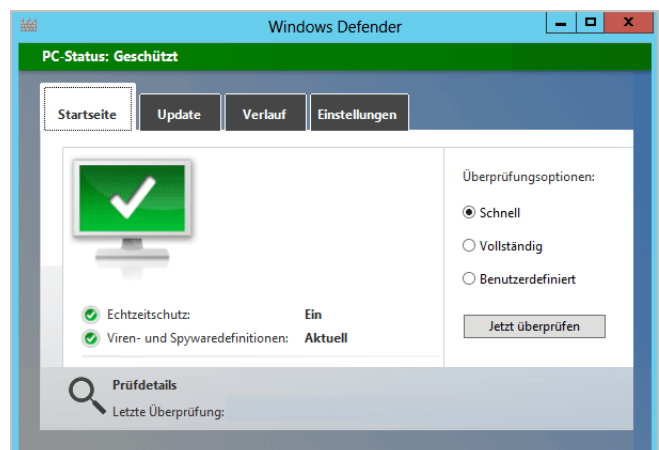 Windows Defender
PC-Status: Geschützt
Startseite
Update
Verlauf
Einstellungen
Überprüfungsoptionen:
Schnell
Vollständig
Benutzerdefiniert
Jetzt überprüfen
Echtzeitschutz: Ein
Viren- und Spywaredefinitionen: Aktuell
Prüfdetails
Letzte Überprüfung: